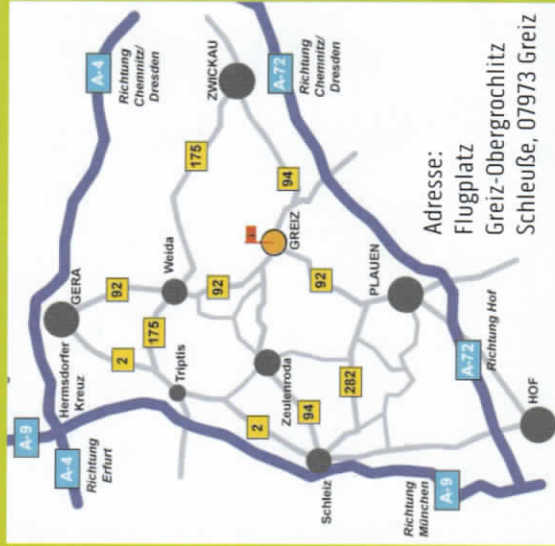 A-9
A-4
Richtung
Erfurt
Hermsdorfer
Kreuz
GERA
A-4
Richtung
Chemnitz/
Dresden
2
92
175
Triptis
Weida
175
ZWICKAU
92
94
GREIZ
A-72
Richtung
Chemnitz/
Dresden
Zeulenroda
2
94
92
282
Schleiz
PLAUEN
Richtung
München
A-9
A-72
Richtung Hof
HOF
Adresse:
Flugplatz
Greiz-Obergrochlitz
Schleuße, 07973 Greiz